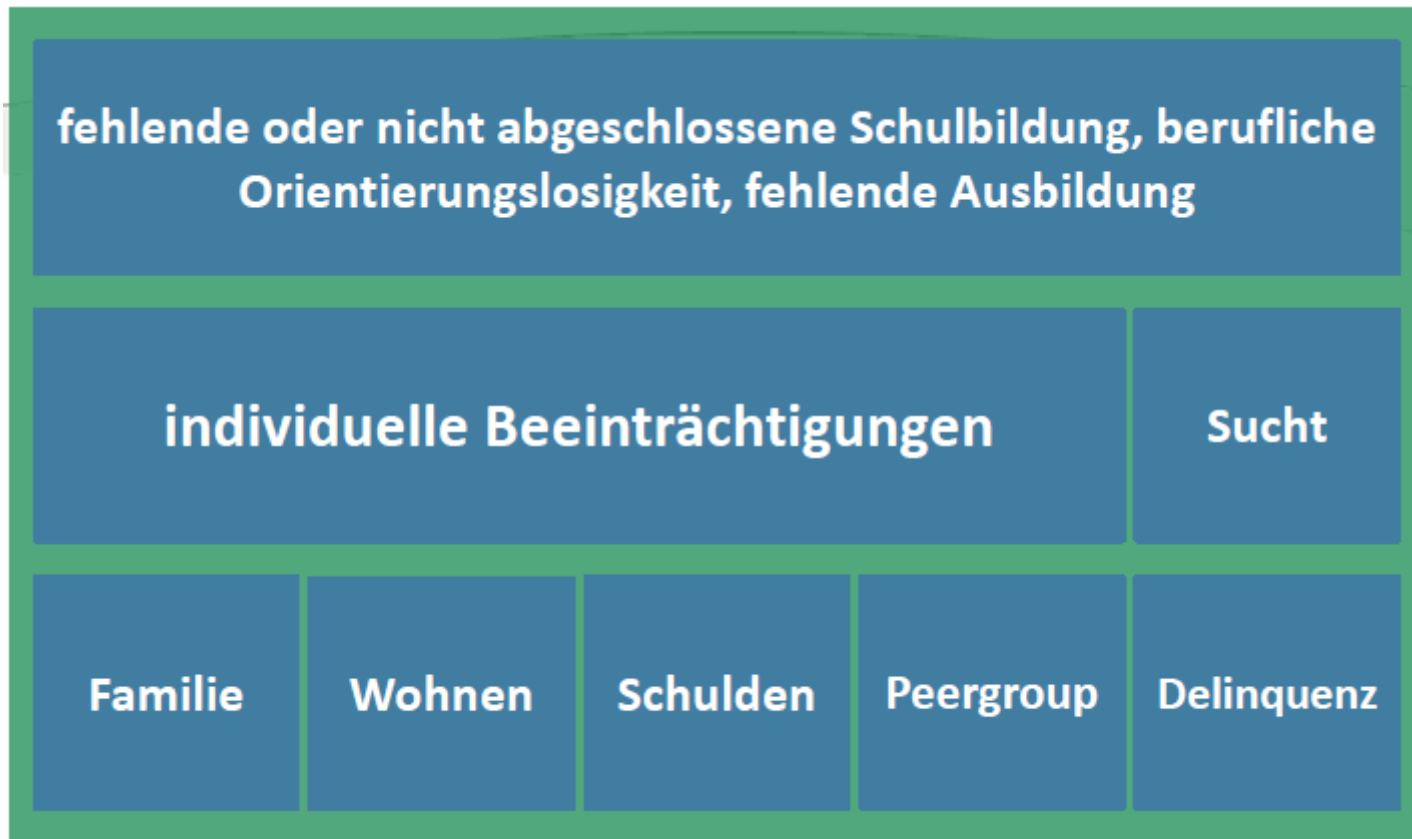 fehlende oder nicht abgeschlossene Schulbildung, berufliche
Orientierungslosigkeit, fehlende Ausbildung
individuelle Beeinträchtigungen
Sucht
Familie
Wohnen
Schulden
Peergroup
Delinquenz